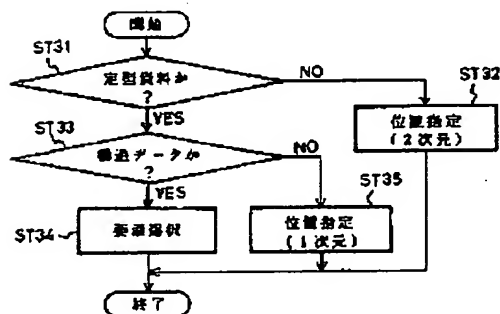 開始
ST31
定型資料か
?
NO
YES
ST32
位置指定
(2次元)
ST33
構造データか
?
NO
YES
ST35
位置指定
(1次元)
ST34
要素選択
終了